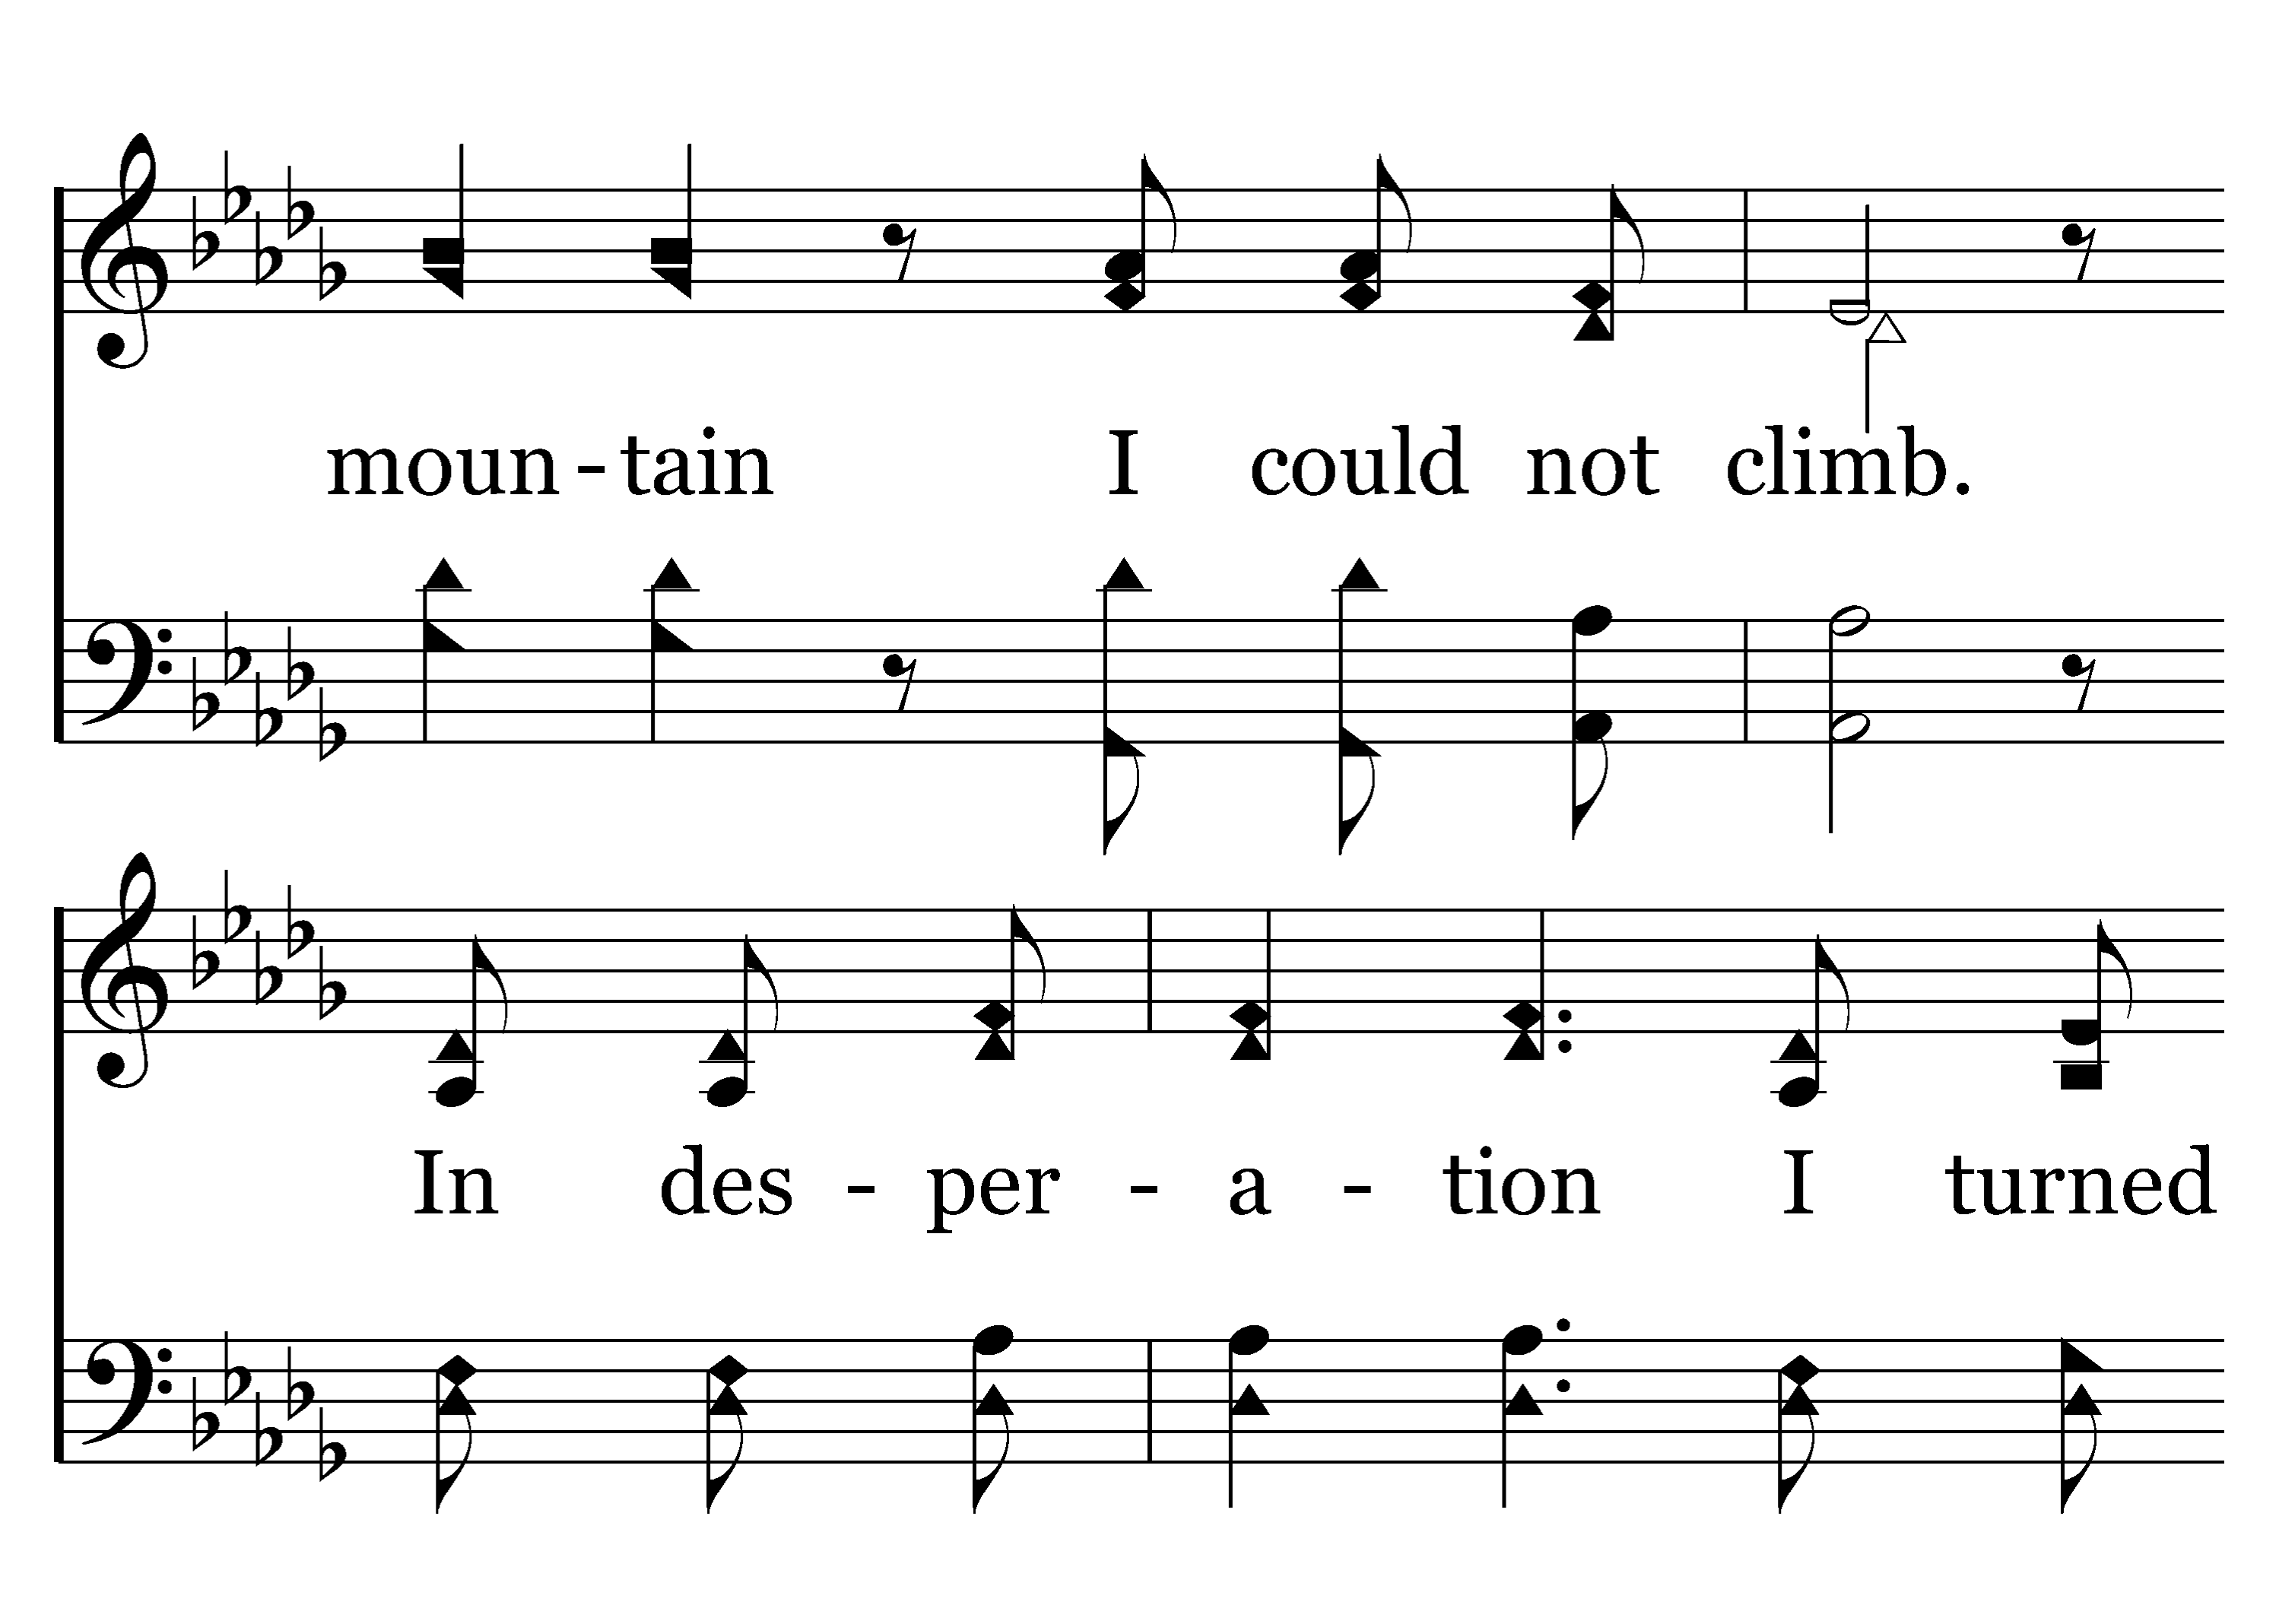 moun - tain I could not climb.
In des - per - a - tion I turned